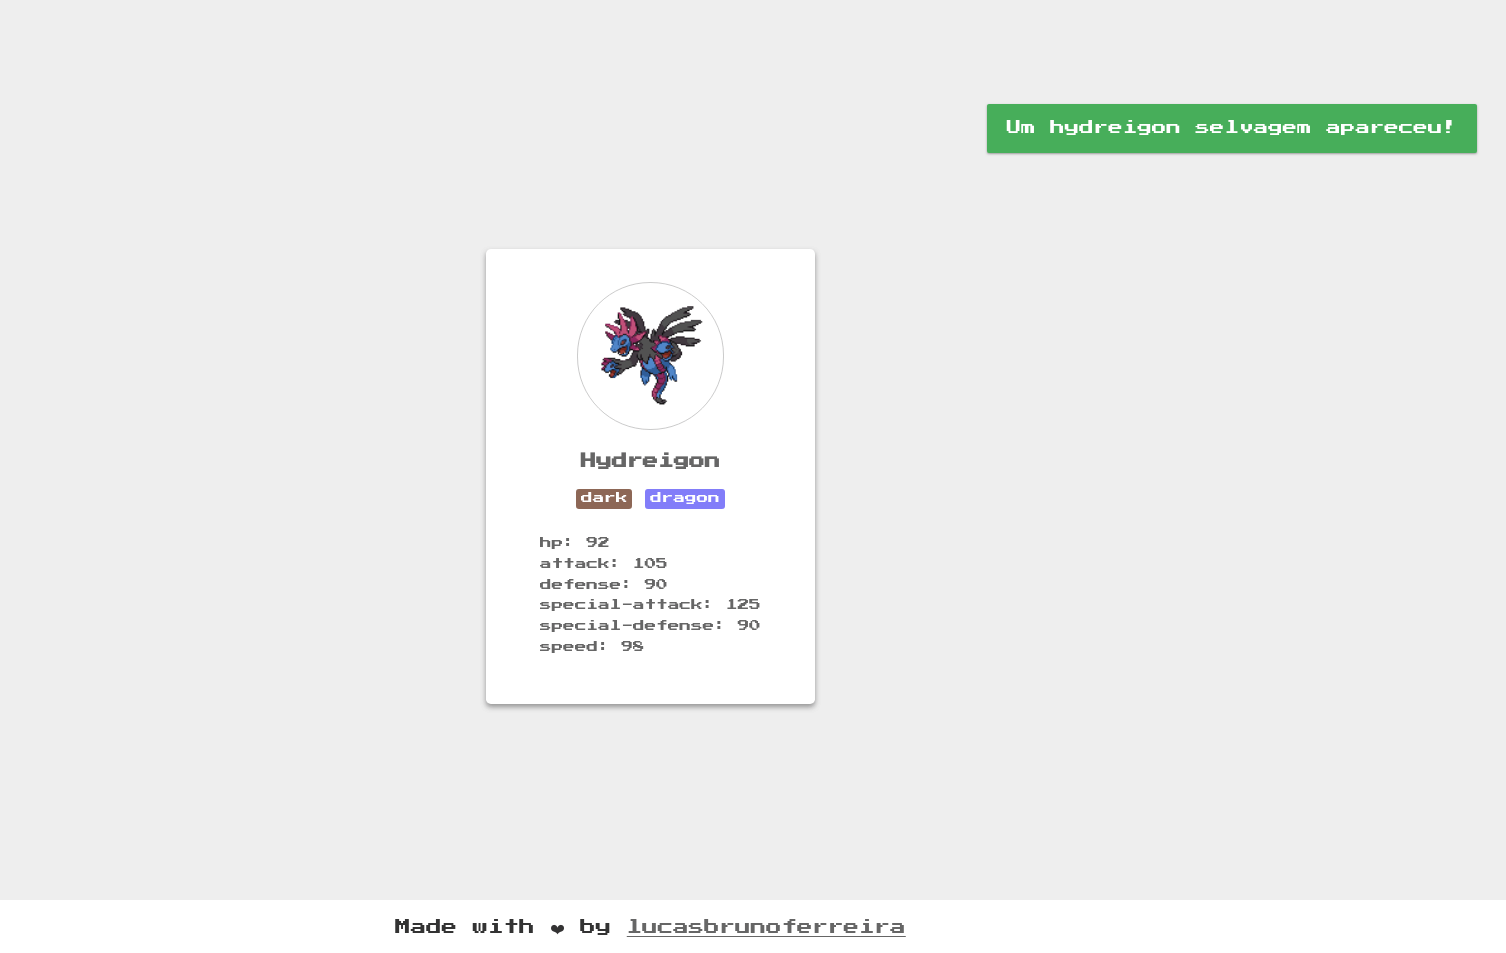 Um hydreigon selvagem apareceu!
Hydreigon
dark dragon
hp: 92
attack: 105
defense: 90
special-attack: 125
special-defense: 90
speed: 98
Made with ❤ by lucasbrunoferreira